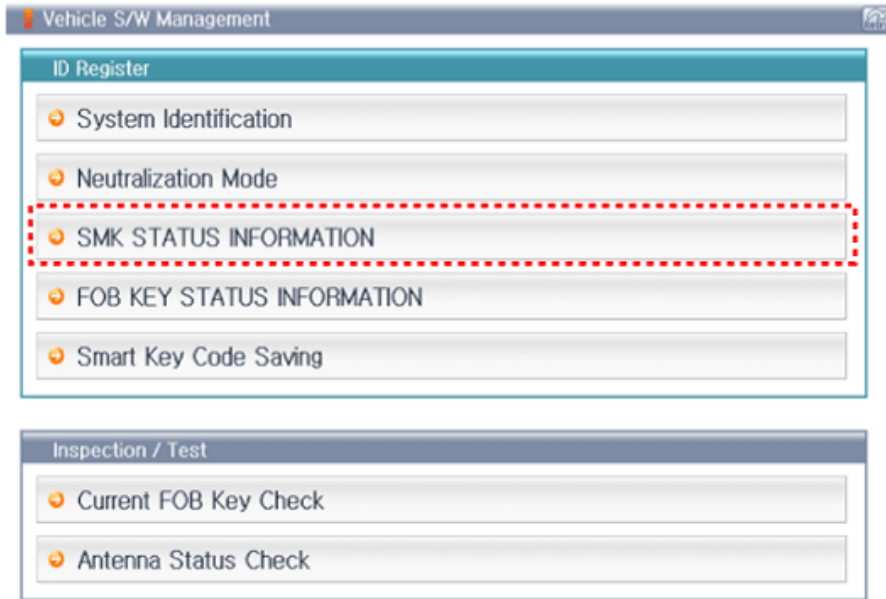 Vehicle S/W Management
ID Register
System Identification
Neutralization Mode
SMK STATUS INFORMATION
FOB KEY STATUS INFORMATION
Smart Key Code Saving
Inspection / Test
Current FOB Key Check
Antenna Status Check